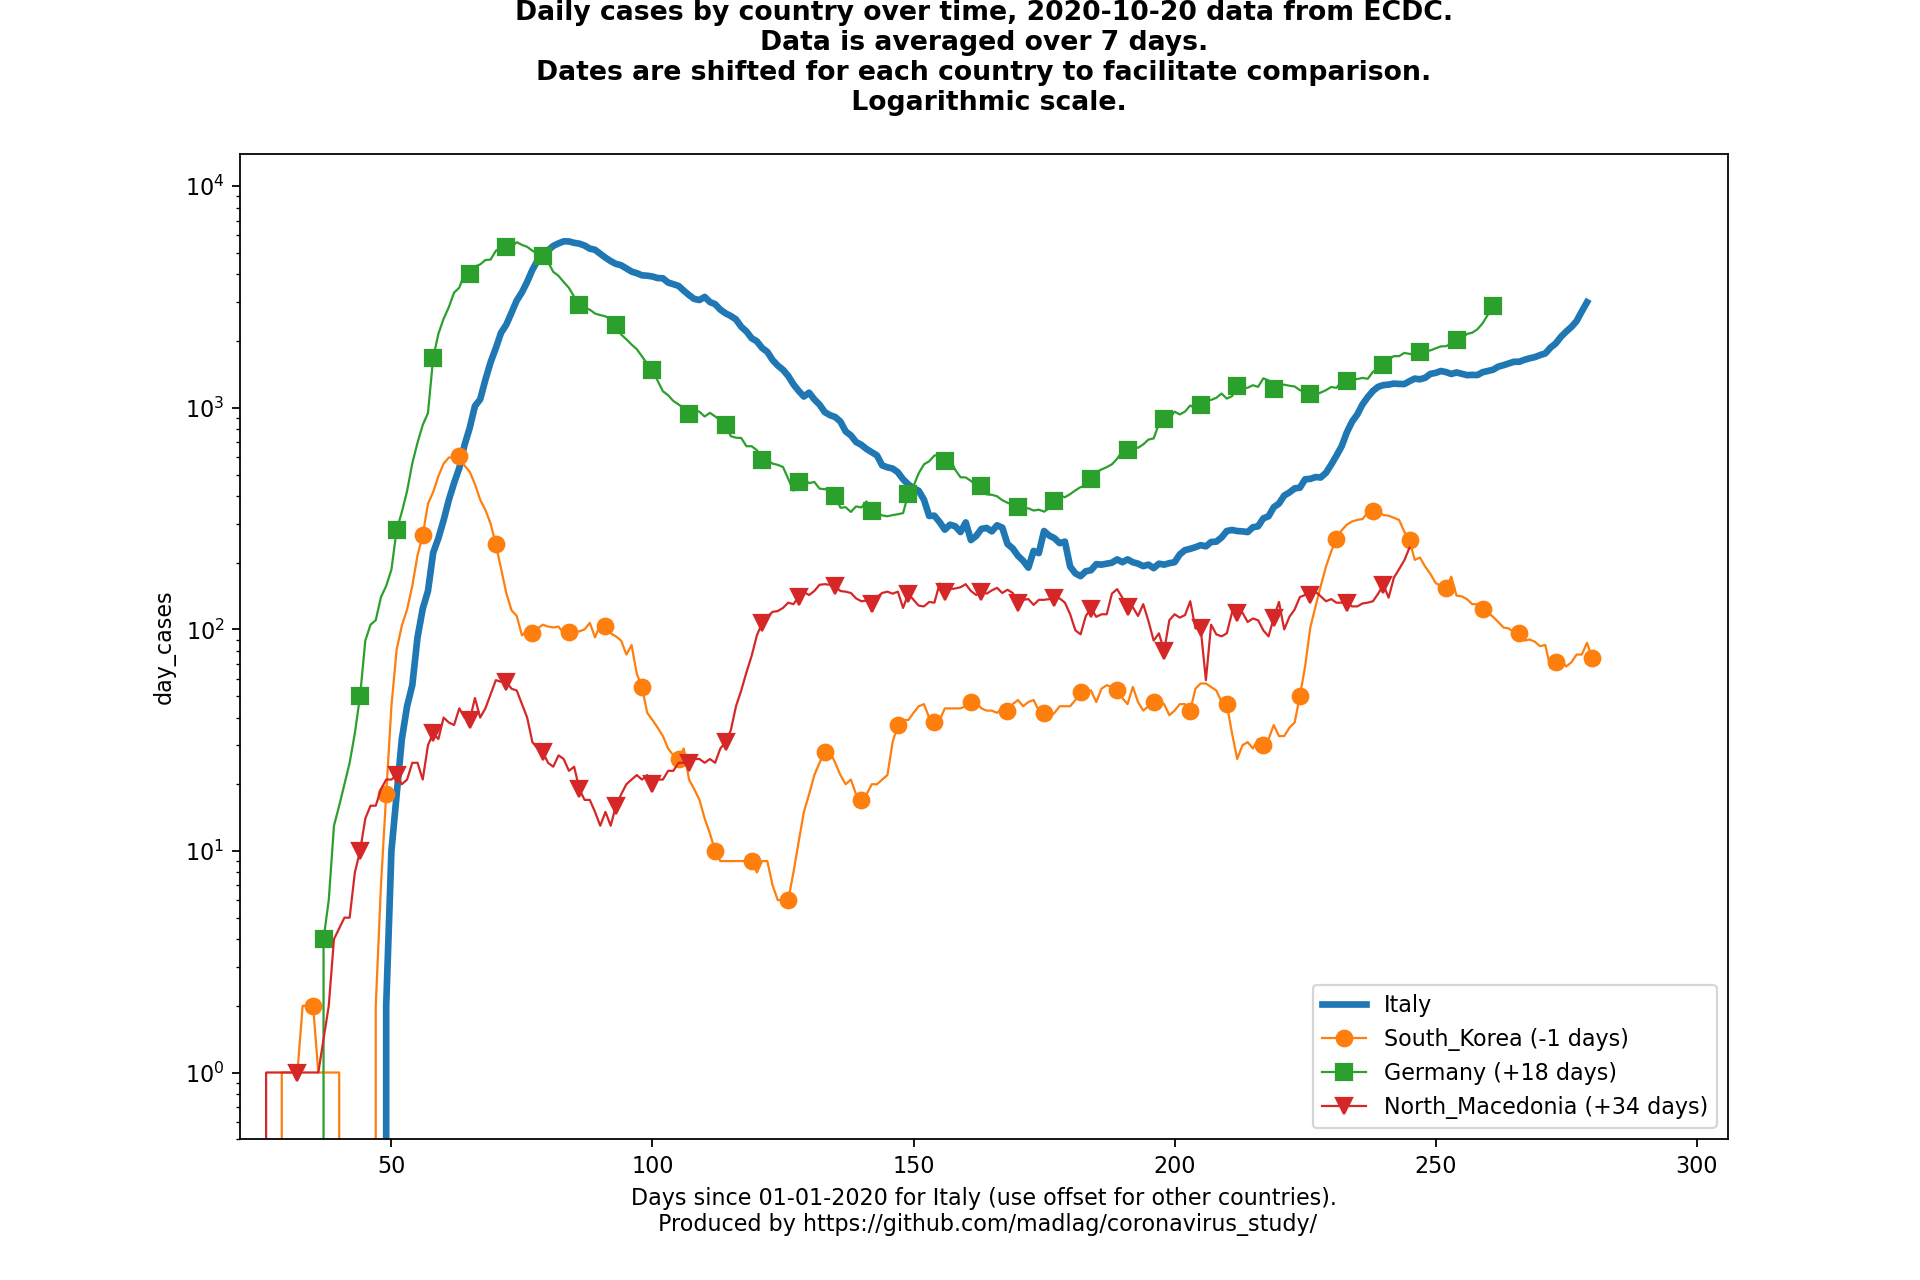 Daily cases by country over time, 2020-10-20 data from ECDC.
Data is averaged over 7 days.
Dates are shifted for each country to facilitate comparison.
Logarithmic scale.
10⁴
10³
10²
10¹
10⁰
day_cases
50 100 150 200 250 300
Italy
South_Korea (-1 days)
Germany (+18 days)
North_Macedonia (+34 days)
Days since 01-01-2020 for Italy (use offset for other countries).
Produced by https://github.com/madlag/coronavirus_study/